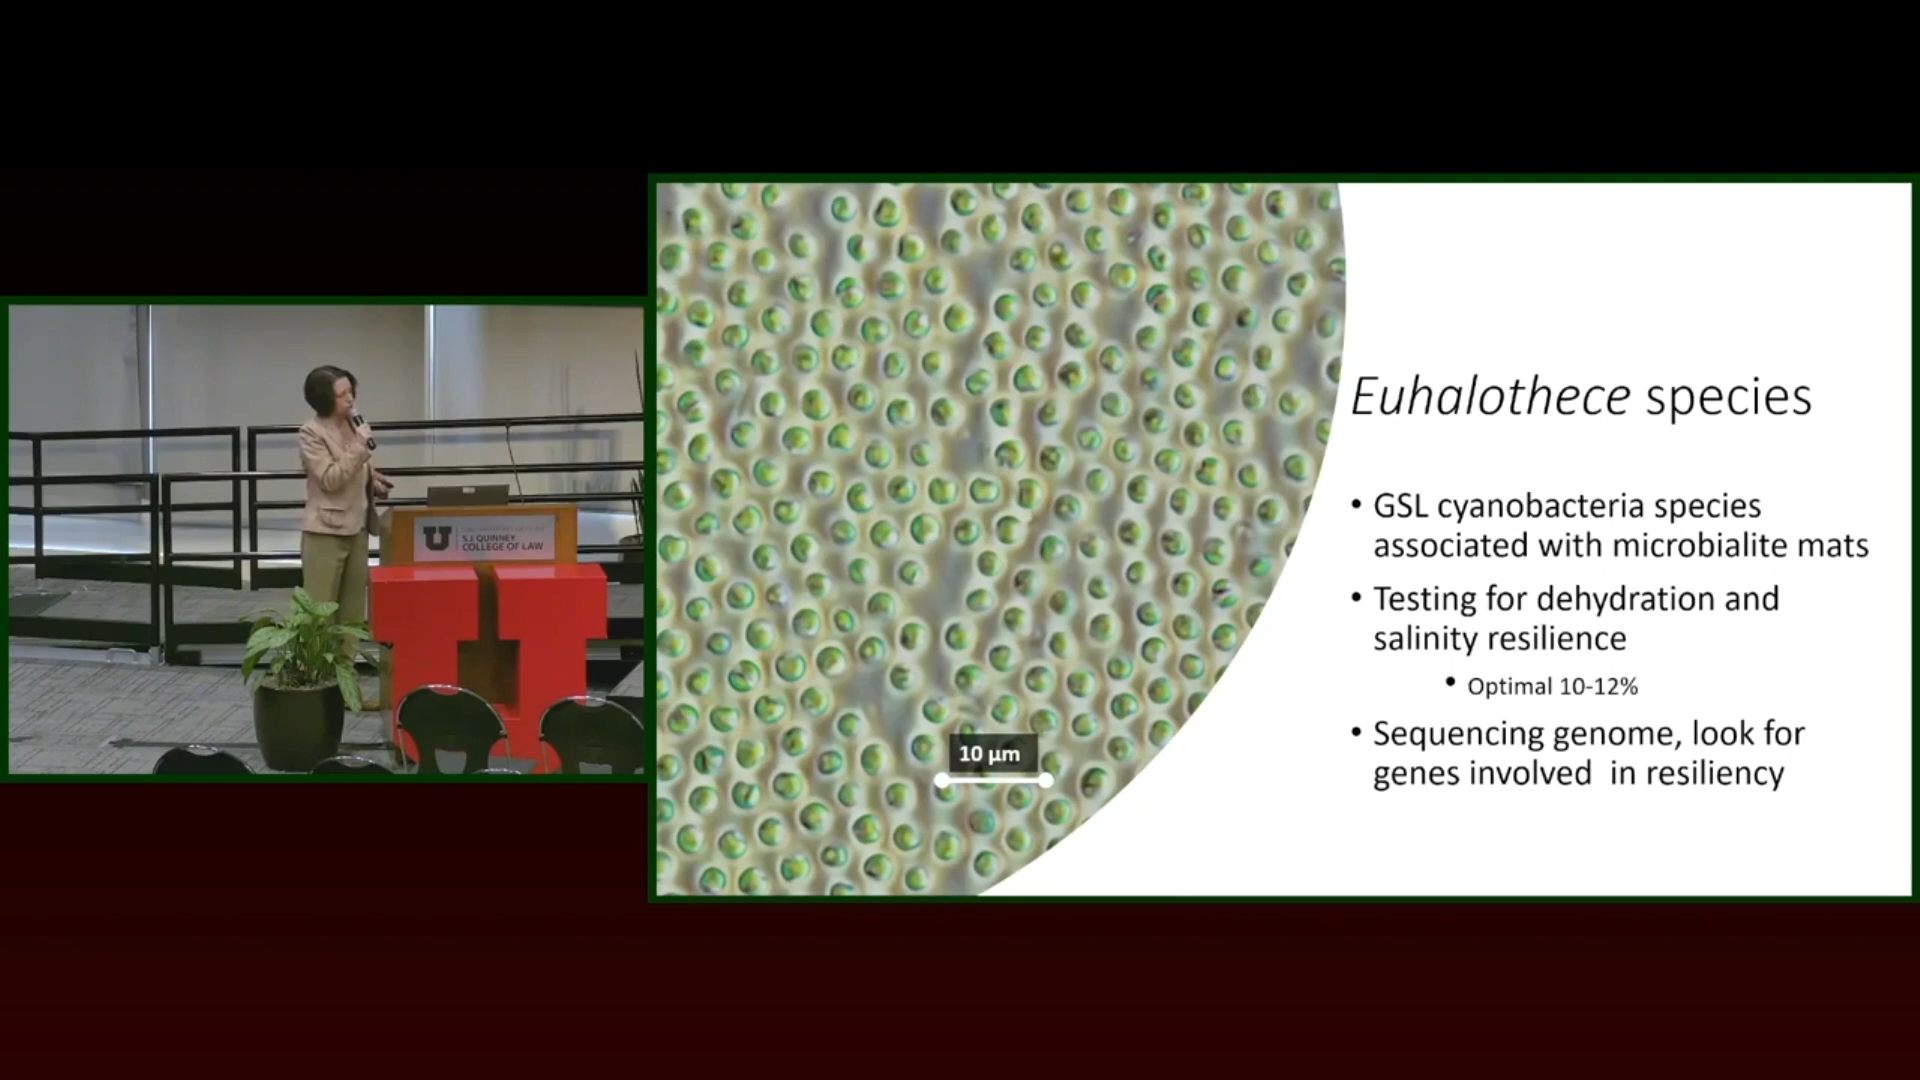 U
S.J. QUINNEY
COLLEGE OF LAW
10 µm
Euhalothece species
• GSL cyanobacteria species
associated with microbialite mats
• Testing for dehydration and
salinity resilience
• Optimal 10-12%
• Sequencing genome, look for
genes involved in resiliency